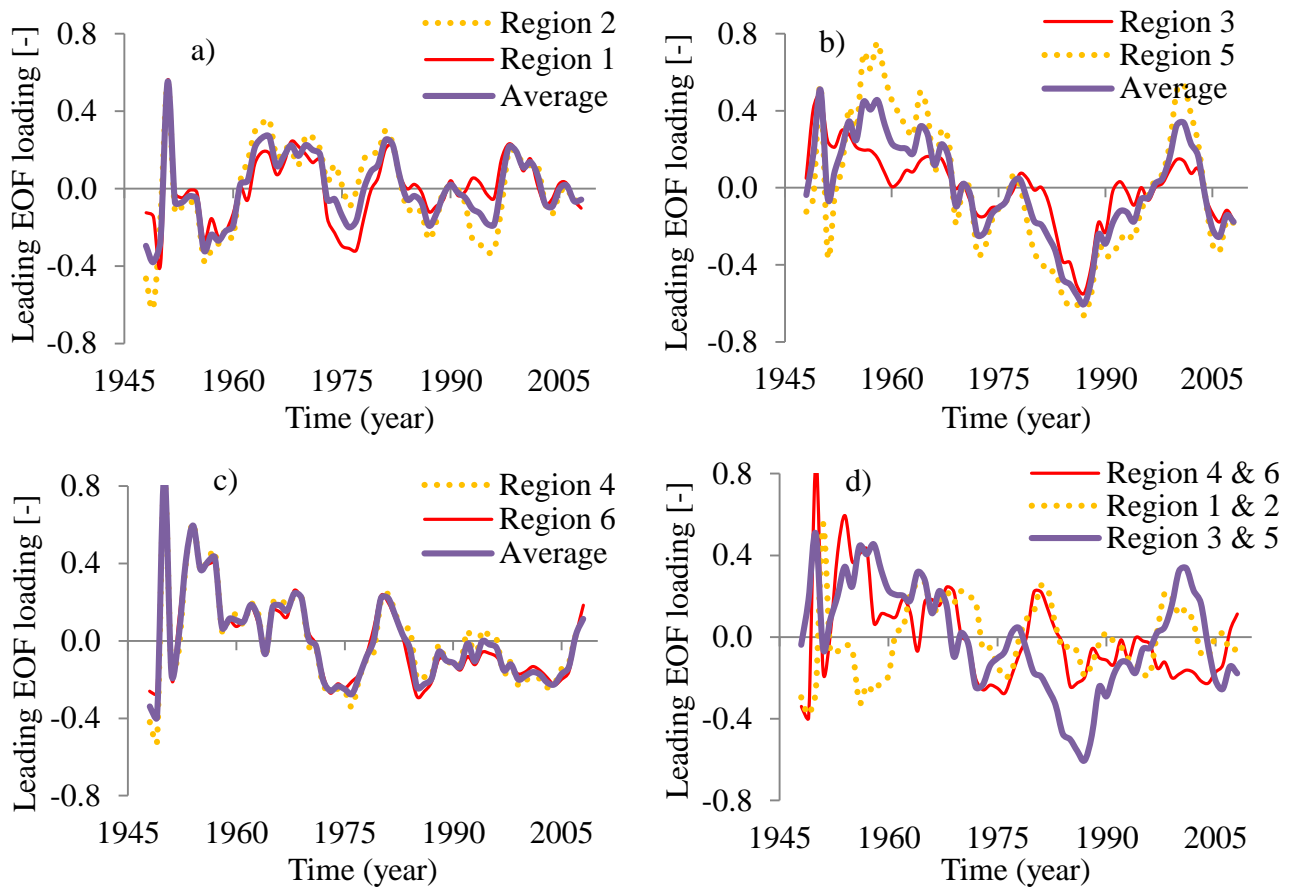 a)
Region 2
Region 1
Average
Leading EOF loading [-]
0.8
0.4
0.0
-0.4
-0.8
1945 1960 1975 1990 2005
Time (year)
b)
Region 3
Region 5
Average
Leading EOF loading [-]
0.8
0.4
0.0
-0.4
-0.8
1945 1960 1975 1990 2005
Time (year)
c)
Region 4
Region 6
Average
Leading EOF loading [-]
0.8
0.4
0.0
-0.4
-0.8
1945 1960 1975 1990 2005
Time (year)
d)
Region 4 & 6
Region 1 & 2
Region 3 & 5
Leading EOF loading [-]
0.8
0.4
0.0
-0.4
-0.8
1945 1960 1975 1990 2005
Time (year)